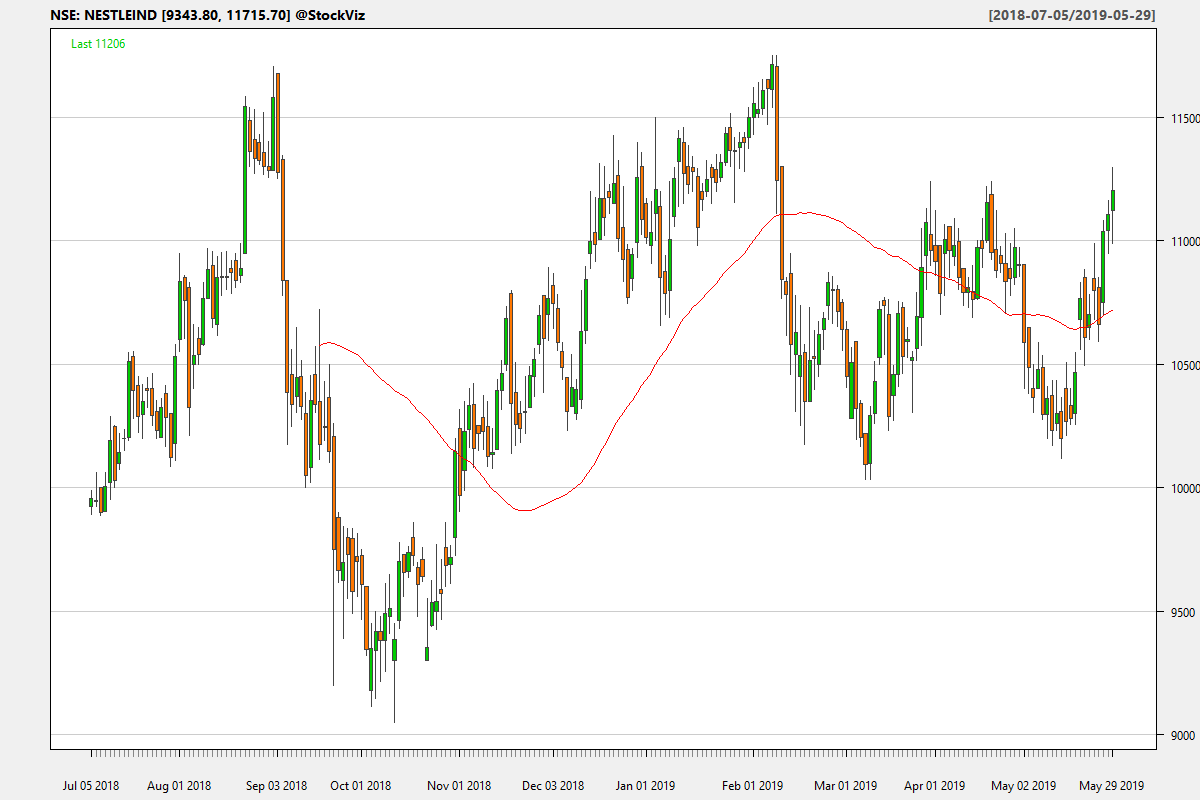 NSE: NESTLEIND [9343.80, 11715.70] @StockViz
[2018-07-05/2019-05-29]
Last 11206
11500
11000
10500
10000
9500
9000
Jul 05 2018
Aug 01 2018
Sep 03 2018
Oct 01 2018
Nov 01 2018
Dec 03 2018
Jan 01 2019
Feb 01 2019
Mar 01 2019
Apr 01 2019
May 02 2019
May 29 2019